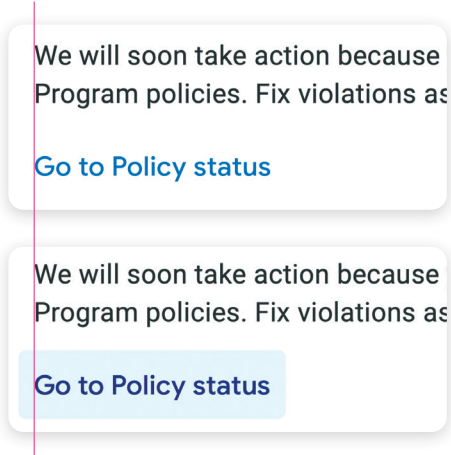 We will soon take action because
Program policies. Fix violations as
Go to Policy status
We will soon take action because
Program policies. Fix violations as
Go to Policy status